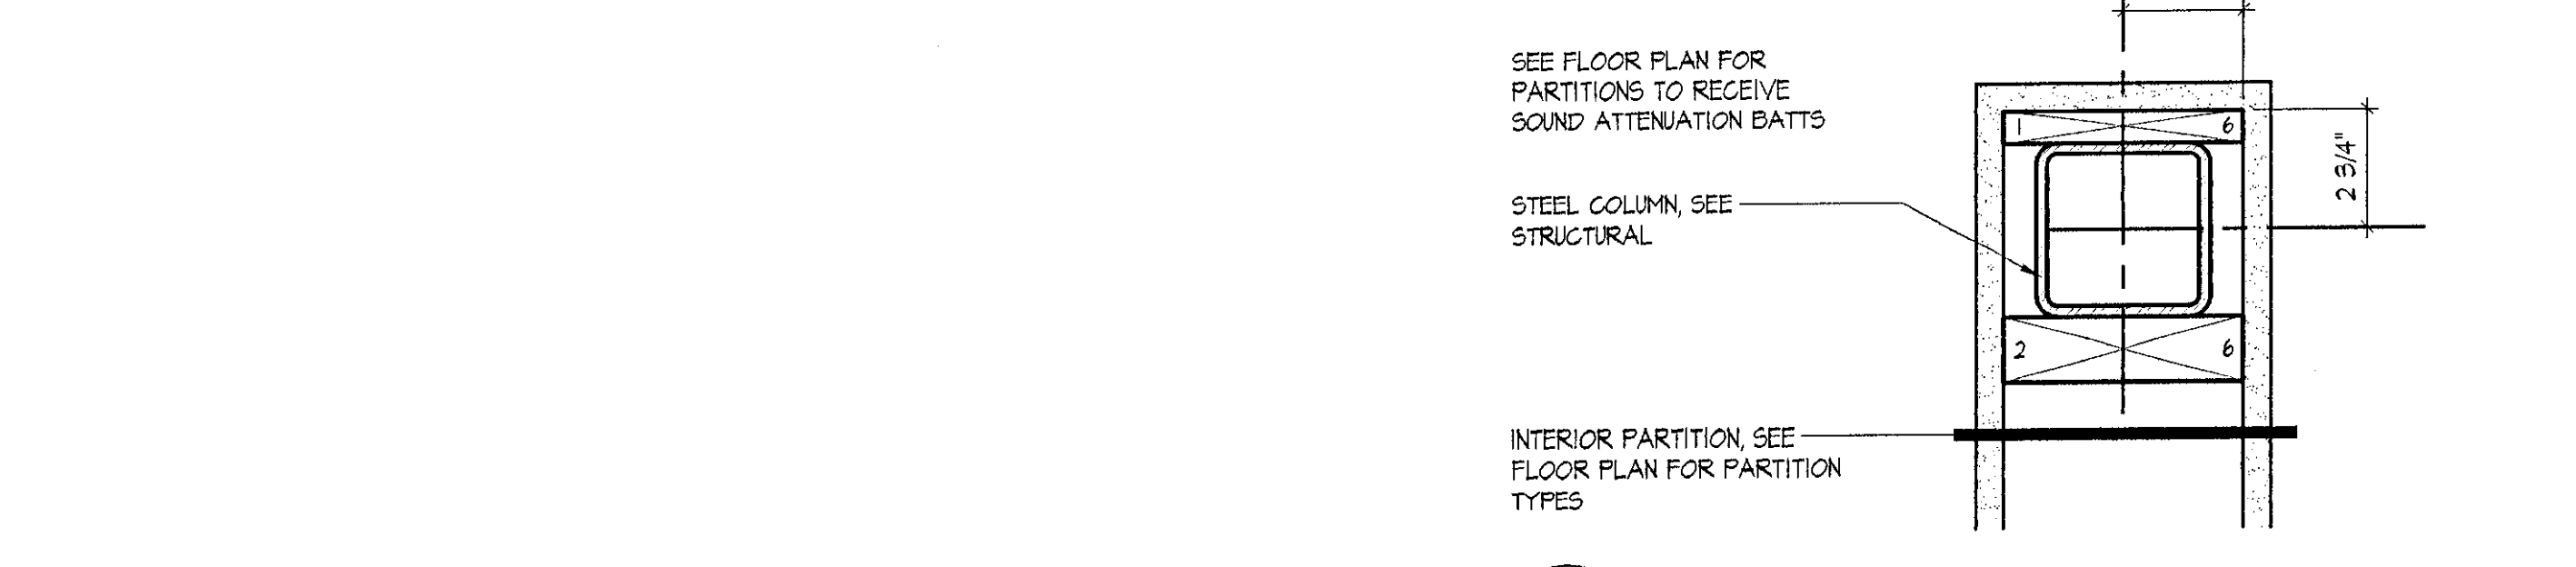 SEE FLOOR PLAN FOR
PARTITIONS TO RECEIVE
SOUND ATTENUATION BATTS
1 6
2 3/4"
STEEL COLUMN, SEE
STRUCTURAL
2 6
INTERIOR PARTITION, SEE
FLOOR PLAN FOR PARTITION
TYPES